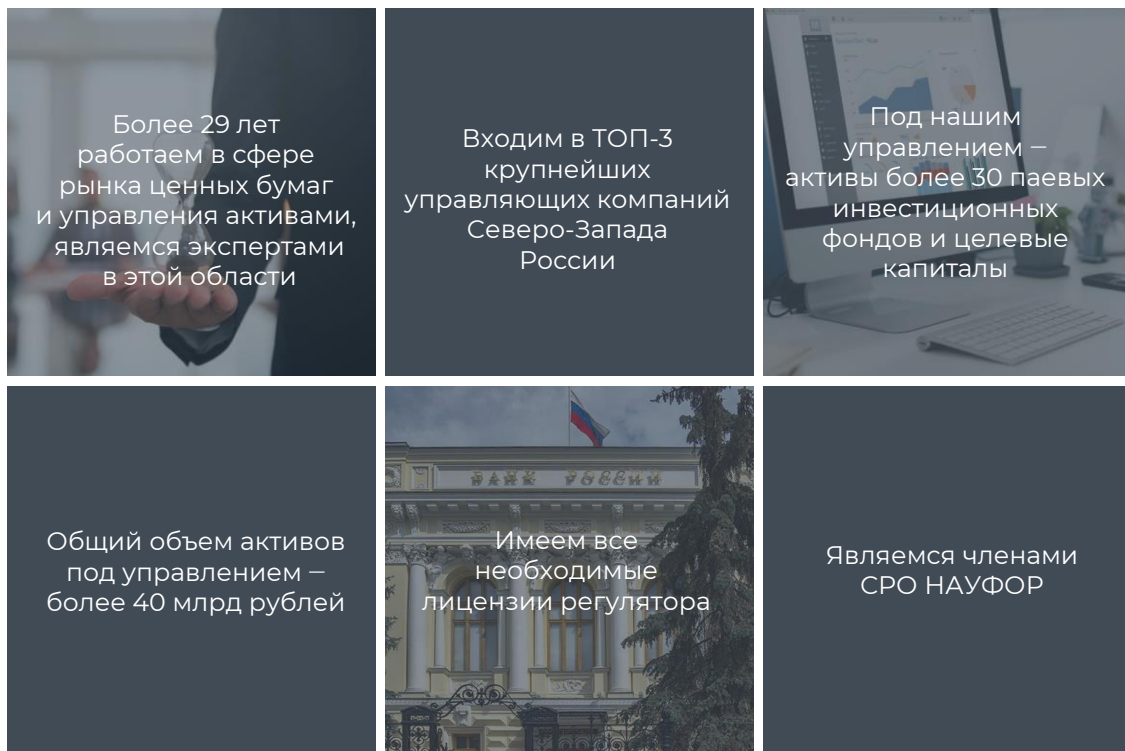 Более 29 лет
работаем в сфере
рынка ценных бумаг
и управления активами,
являемся экспертами
в этой области
Входим в ТОП-3
крупнейших
управляющих компаний
Северо-Запада
России
Под нашим
управлением —
активы более 30 паевых
инвестиционных
фондов и целевые
капиталы
Общий объем активов
под управлением —
более 40 млрд рублей
БАНК РОССИИ
Имеем все
необходимые
лицензии регулятора
Являемся членами
СРО НАУФОР